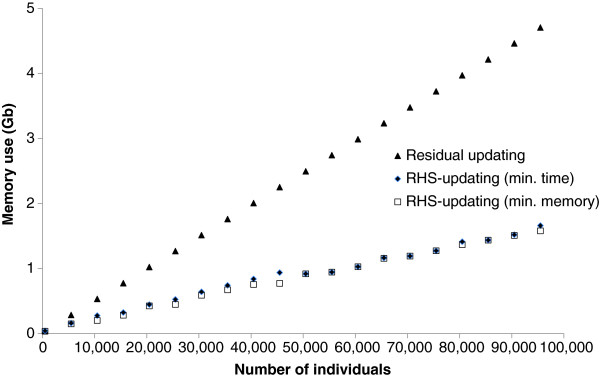 5
4
3
2
1
0
Memory use (Gb)
Residual updating
RHS-updating (min. time)
RHS-updating (min. memory)
0 10,000 20,000 30,000 40,000 50,000 60,000 70,000 80,000 90,000 100,000
Number of individuals